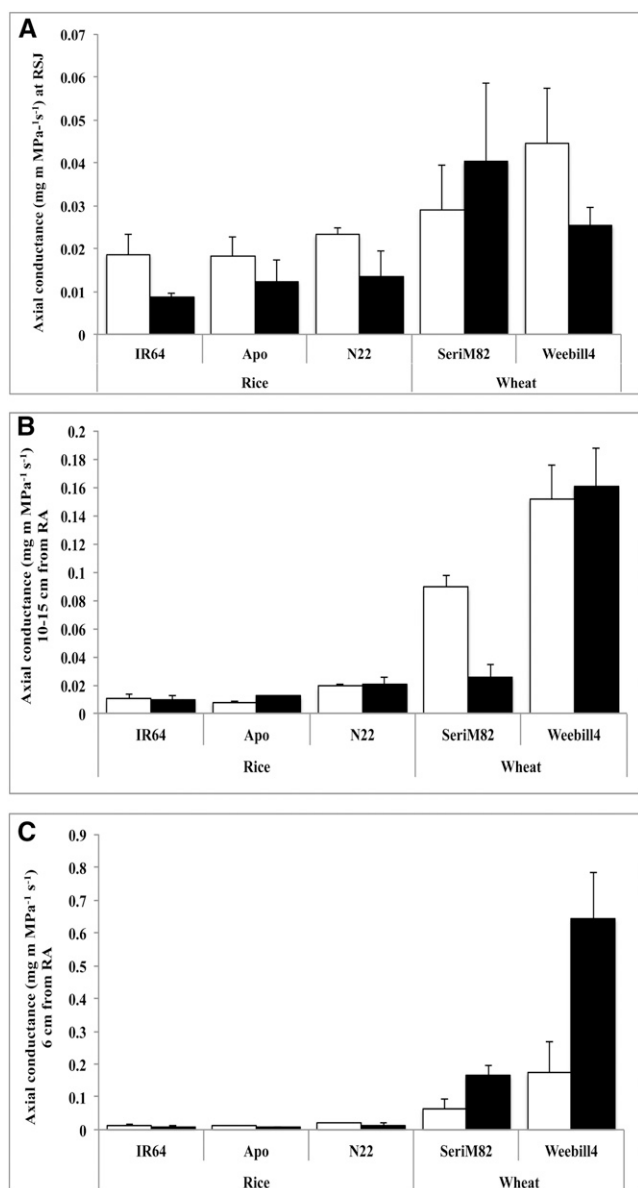 A
Axial conductance (mg m MPa-¹s⁻¹) at RSJ
0.07
0.06
0.05
0.04
0.03
0.02
0.01
0
IR64 Apo N22 SeriM82 Weebill4
Rice Wheat
B
Axial conductance (mg m MPa⁻¹ s⁻¹)
10-15 cm from RA
0.2
0.18
0.16
0.14
0.12
0.1
0.08
0.06
0.04
0.02
0
IR64 Apo N22 SeriM82 Weebill4
Rice Wheat
C
Axial conductance (mg m MPa⁻¹ s⁻¹)
6 cm from RA
0.9
0.8
0.7
0.6
0.5
0.4
0.3
0.2
0.1
0
IR64 Apo N22 SeriM82 Weebill4
Rice Wheat